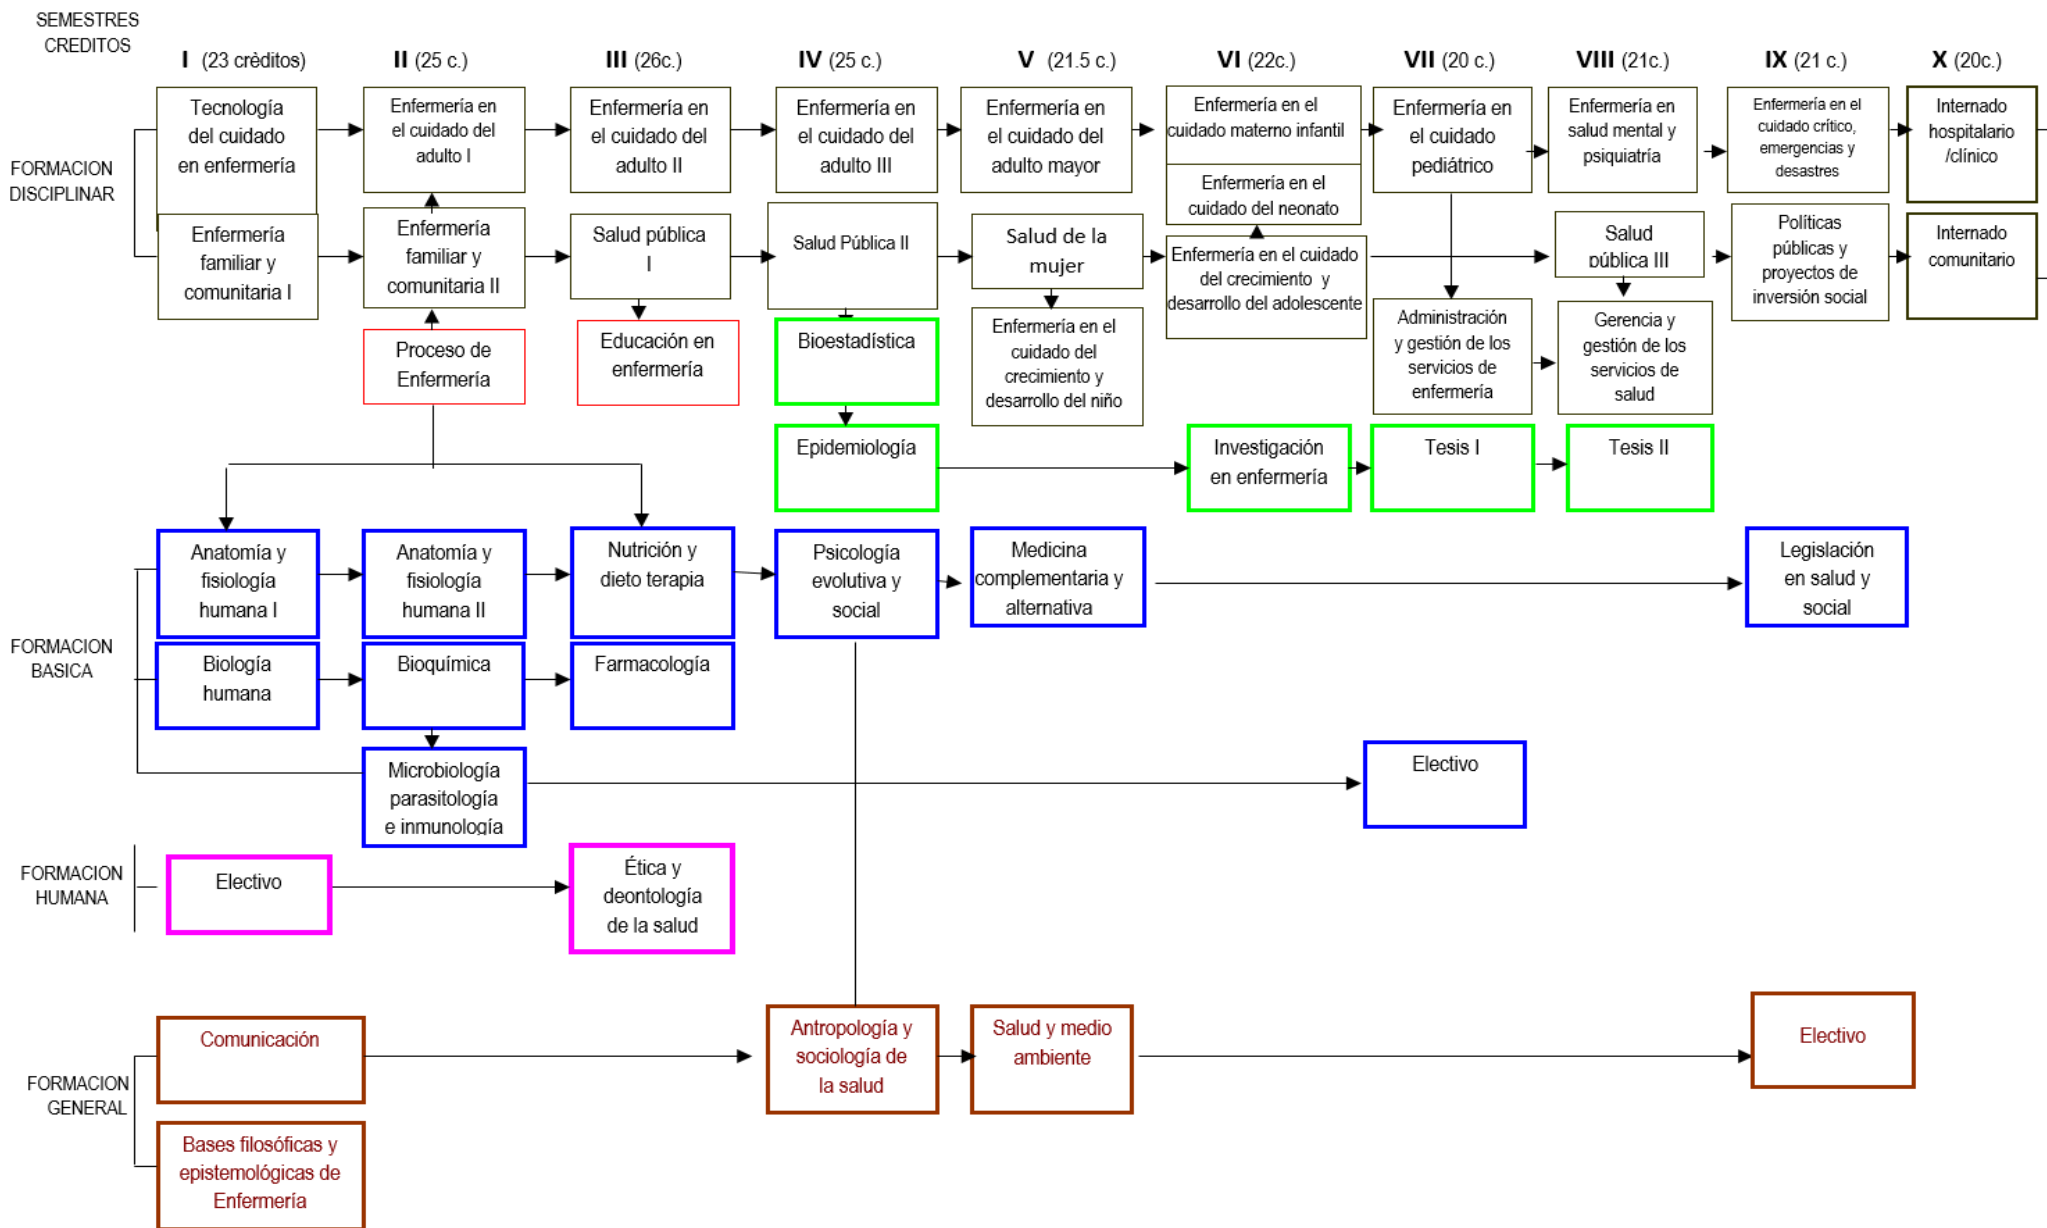 SEMESTRES
CREDITOS
I (23 crèditos)
II (25 c.)
III (26c.)
IV (25 c.)
V (21.5 c.)
VI (22c.)
VII (20 c.)
VIII (21c.)
IX (21 c.)
X (20c.)
FORMACION
DISCIPLINAR
Tecnología
del cuidado
en enfermería
Enfermería en
el cuidado del
adulto I
Enfermería en
el cuidado del
adulto II
Enfermería en
el cuidado del
adulto III
Enfermería en
el cuidado del
adulto mayor
Enfermería en el
cuidado materno infantil
Enfermería en el
cuidado del neonato
Enfermería en
el cuidado
pediátrico
Enfermería en
salud mental y
psiquiatría
Enfermería en el
cuidado crítico,
emergencias y
desastres
Internado
hospitalario
/clínico
Enfermería
familiar y
comunitaria I
Enfermería
familiar y
comunitaria II
Salud pública
I
Salud Pública II
Salud de la
mujer
Enfermería en el cuidado
del crecimiento y
desarrollo del adolescente
Salud
pública III
Políticas
públicas y
proyectos de
inversión social
Internado
comunitario
Proceso de
Enfermería
Educación en
enfermería
Bioestadística
Enfermería en el
cuidado del
crecimiento y
desarrollo del niño
Administración
y gestión de los
servicios de
enfermería
Gerencia y
gestión de los
servicios de
salud
Epidemiología
Investigación
en enfermería
Tesis I
Tesis II
FORMACION
BASICA
Anatomía y
fisiología
humana I
Anatomía y
fisiología
humana II
Nutrición y
dieto terapia
Psicología
evolutiva y
social
Medicina
complementaria y
alternativa
Legislación
en salud y
social
Biología
humana
Bioquímica
Farmacología
Microbiología
parasitología
e inmunología
Electivo
FORMACION
HUMANA
Electivo
Ética y
deontología
de la salud
FORMACION
GENERAL
Comunicación
Antropología y
sociología de
la salud
Salud y medio
ambiente
Electivo
Bases filosóficas y
epistemológicas de
Enfermería